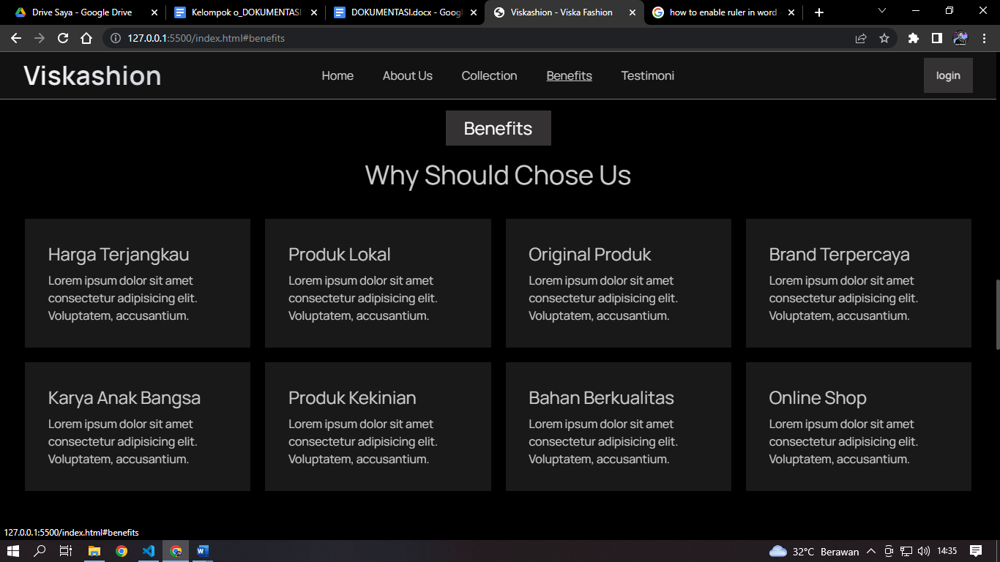 Drive Saya - Google Drive
Kelompok o_DOKUMENTASI
DOKUMENTASI.docx - Googl
Viskashion - Viska Fashion
how to enable ruler in word -
127.0.0.1:5500/index.html#benefits
Viskashion
Home
About Us
Collection
Benefits
Testimoni
login
Benefits
Why Should Chose Us
Harga Terjangkau
Lorem ipsum dolor sit amet
consectetur adipisicing elit.
Voluptatem, accusantium.
Produk Lokal
Lorem ipsum dolor sit amet
consectetur adipisicing elit.
Voluptatem, accusantium.
Original Produk
Lorem ipsum dolor sit amet
consectetur adipisicing elit.
Voluptatem, accusantium.
Brand Terpercaya
Lorem ipsum dolor sit amet
consectetur adipisicing elit.
Voluptatem, accusantium.
Karya Anak Bangsa
Lorem ipsum dolor sit amet
consectetur adipisicing elit.
Voluptatem, accusantium.
Produk Kekinian
Lorem ipsum dolor sit amet
consectetur adipisicing elit.
Voluptatem, accusantium.
Bahan Berkualitas
Lorem ipsum dolor sit amet
consectetur adipisicing elit.
Voluptatem, accusantium.
Online Shop
Lorem ipsum dolor sit amet
consectetur adipisicing elit.
Voluptatem, accusantium.
127.0.0.1:5500/index.html#benefits
32°C Berawan
14:35